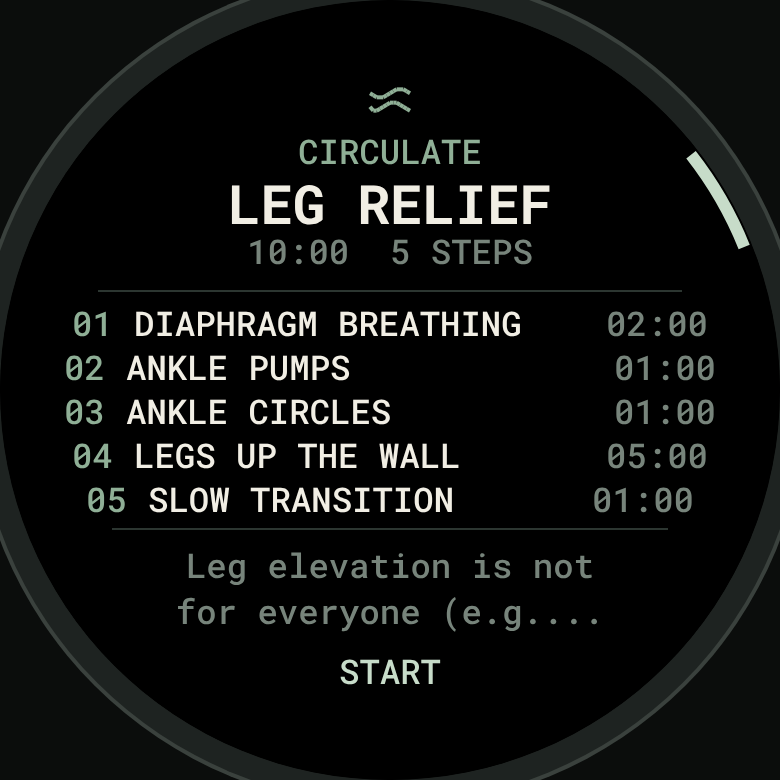 CIRCULATE
LEG RELIEF
10:00 5 STEPS
01 DIAPHRAGM BREATHING 02:00
02 ANKLE PUMPS 01:00
03 ANKLE CIRCLES 01:00
04 LEGS UP THE WALL 05:00
05 SLOW TRANSITION 01:00
Leg elevation is not
for everyone (e.g....
START